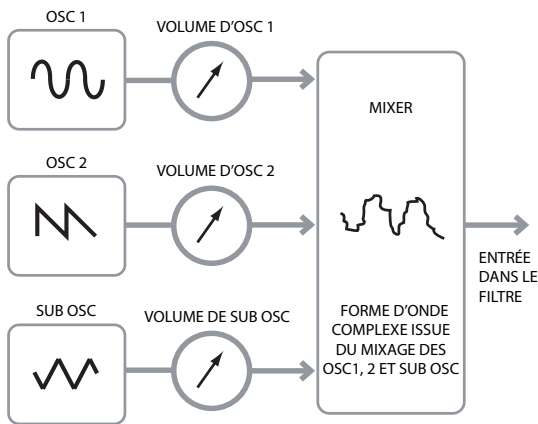 OSC 1
VOLUME D'OSC 1
OSC 2
VOLUME D'OSC 2
SUB OSC
VOLUME DE SUB OSC
MIXER
FORME D'ONDE
COMPLEXE ISSUE
DU MIXAGE DES
OSC1, 2 ET SUB OSC
ENTRÉE
DANS LE
FILTRE